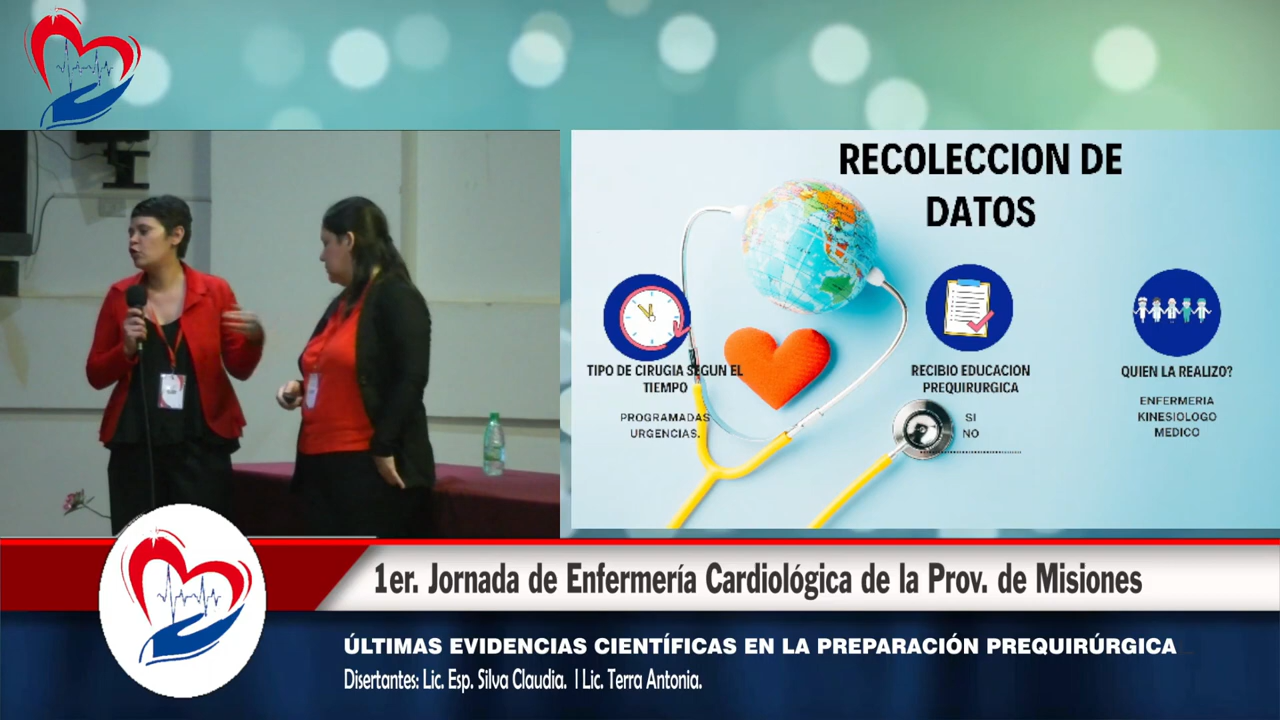 RECOLECCION DE
DATOS
TIPO DE CIRUGIA SEGUN EL
TIEMPO
PROGRAMADAS
URGENCIAS.
RECIBIO EDUCACION
PREQUIRURGICA
SI
NO
QUIEN LA REALIZO?
ENFERMERIA
KINESIOLOGO
MEDICO
1er. Jornada de Enfermería Cardiológica de la Prov. de Misiones
ÚLTIMAS EVIDENCIAS CIENTÍFICAS EN LA PREPARACIÓN PREQUIRÚRGICA
Disertantes: Lic. Esp. Silva Claudia. I Lic. Terra Antonia.